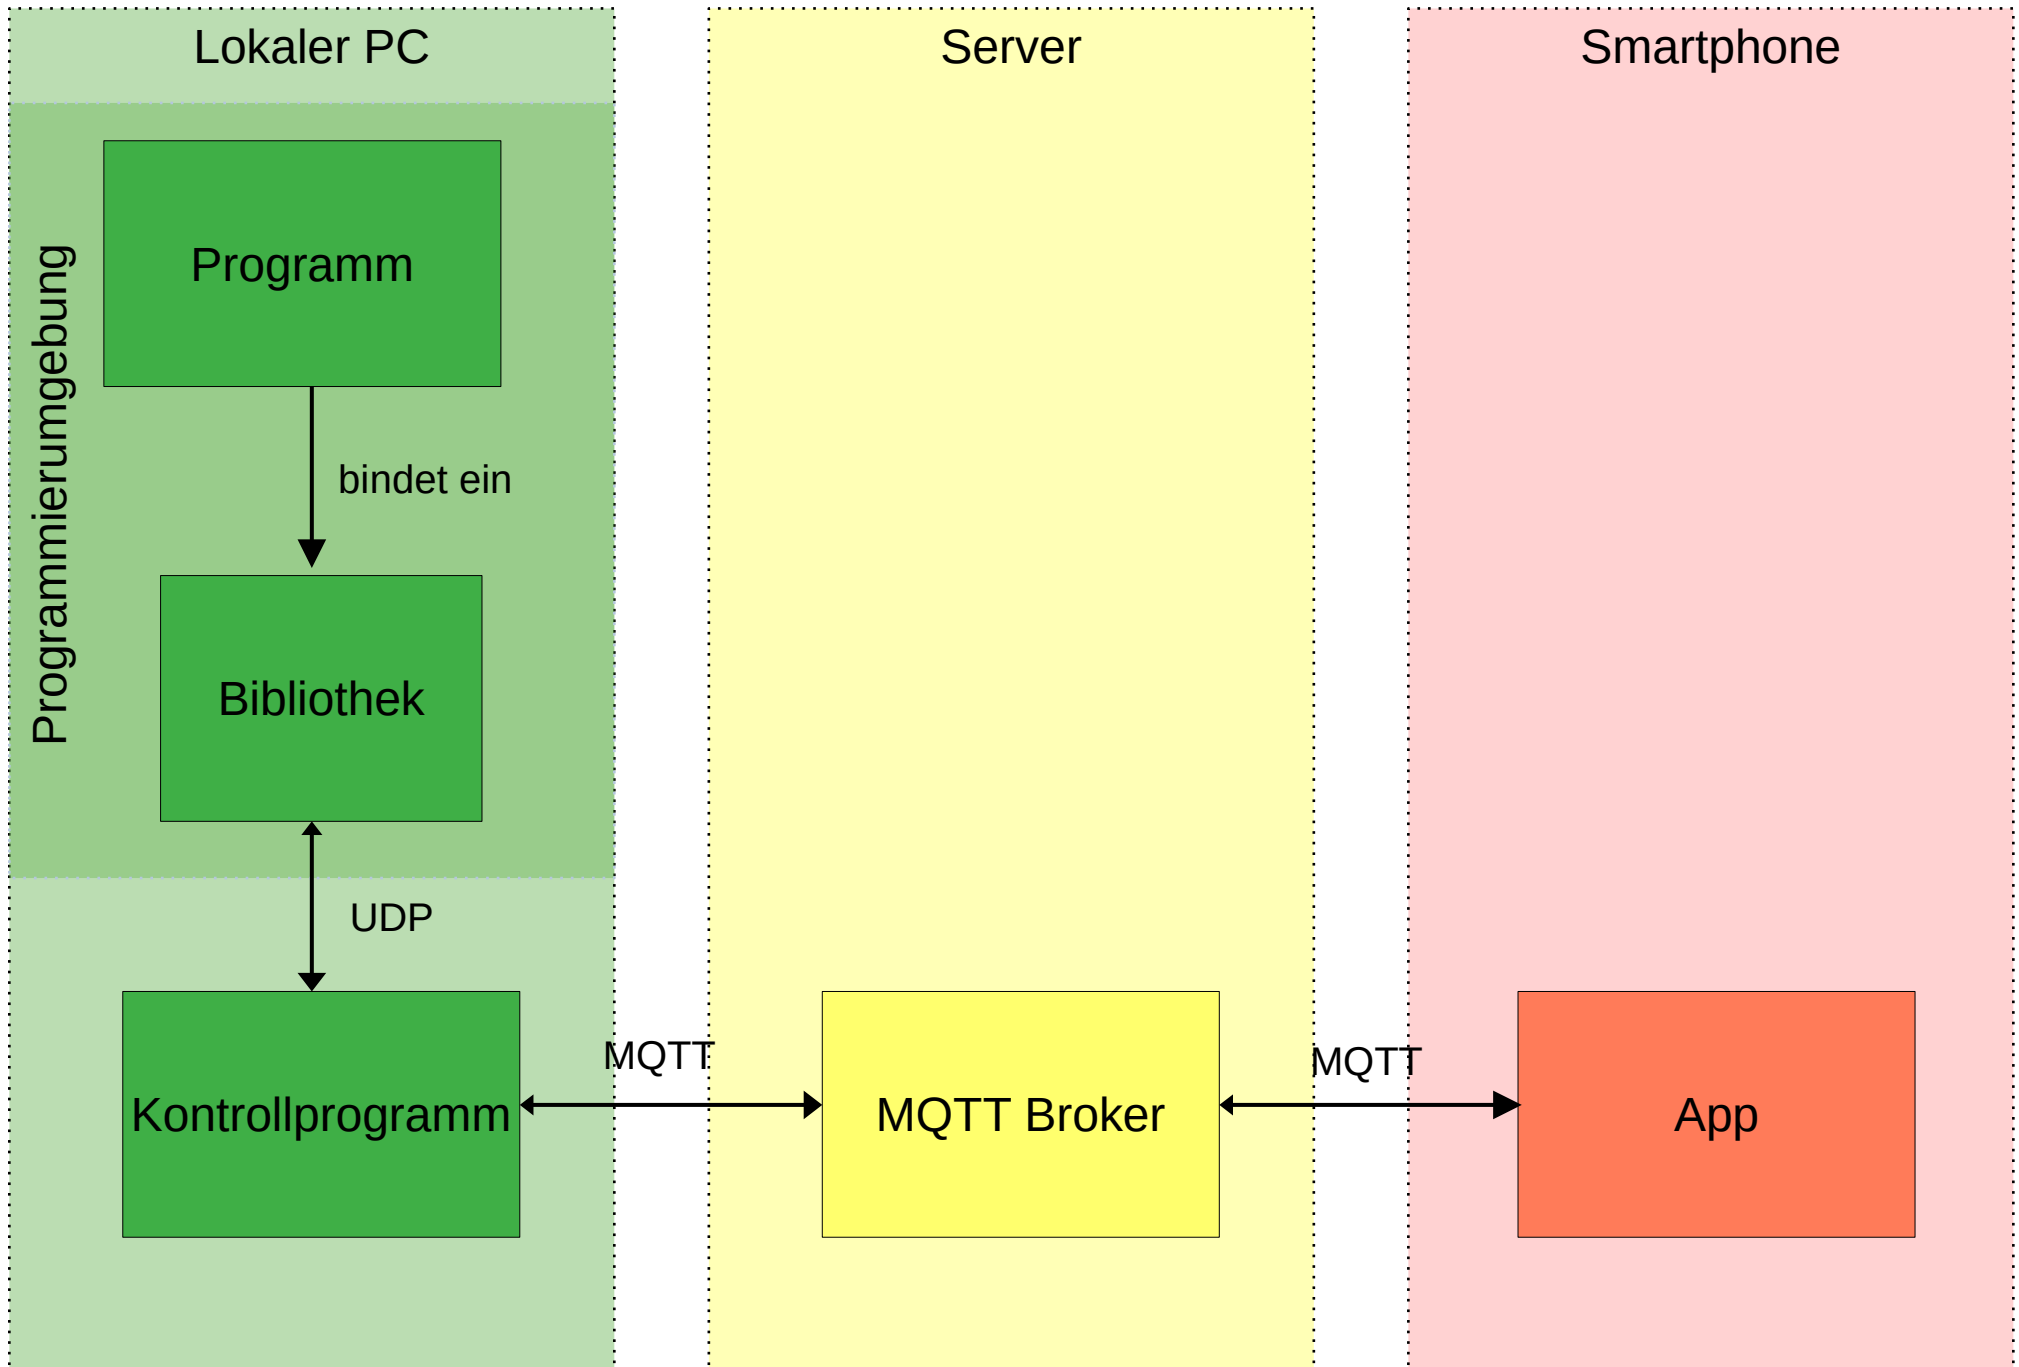 Lokaler PC
Server
Smartphone
Programmierumgebung
Programm
bindet ein
Bibliothek
UDP
Kontrollprogramm
MQTT
MQTT Broker
MQTT
App